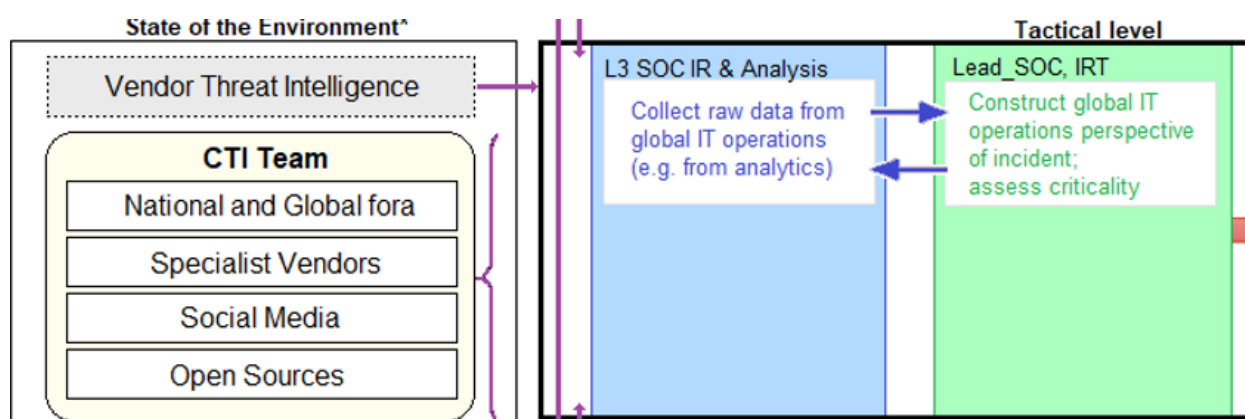 State of the Environment*
Vendor Threat Intelligence
CTI Team
National and Global fora
Specialist Vendors
Social Media
Open Sources
Tactical level
L3 SOC IR & Analysis
Collect raw data from
global IT operations
(e.g. from analytics)
Lead_SOC, IRT
Construct global IT
operations perspective
of incident;
assess criticality